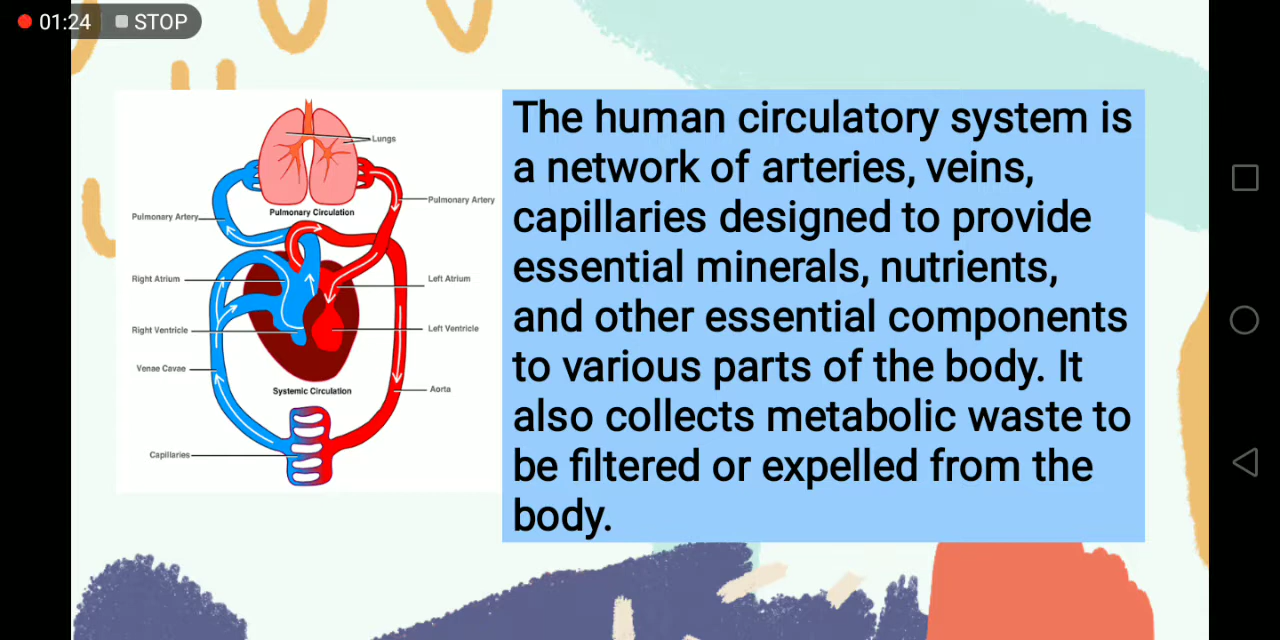 01:24 STOP
Lungs
Pulmonary Artery
Pulmonary Circulation
Pulmonary Artery
Right Atrium
Left Atrium
Right Ventricle
Left Ventricle
Venae Cavae
Systemic Circulation
Aorta
Capillaries
The human circulatory system is
a network of arteries, veins,
capillaries designed to provide
essential minerals, nutrients,
and other essential components
to various parts of the body. It
also collects metabolic waste to
be filtered or expelled from the
body.